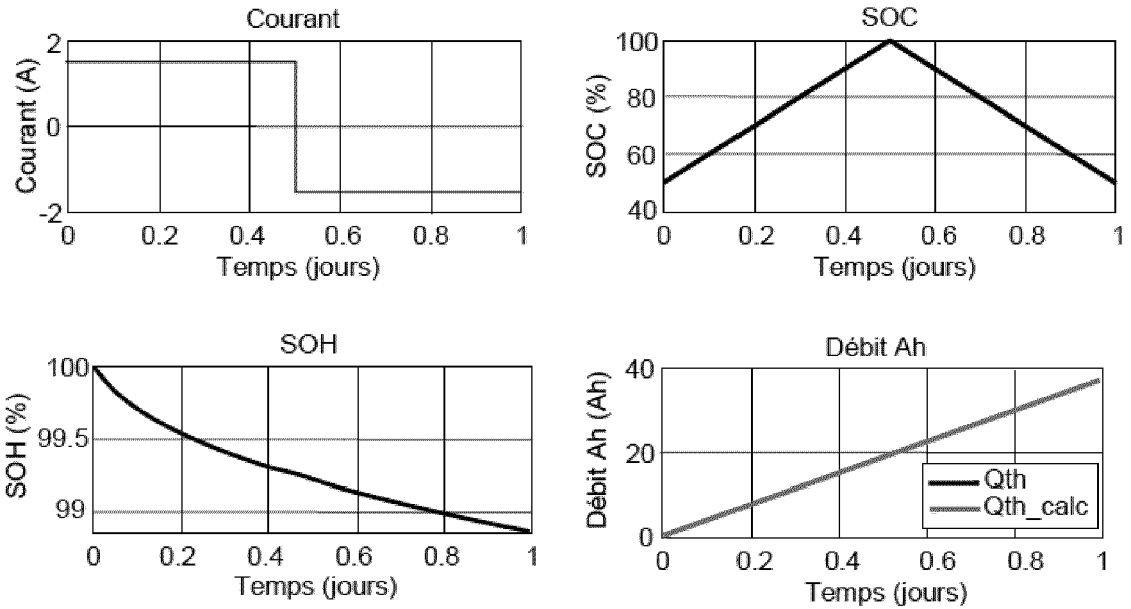 Courant
Courant (A)
2
0
-2
0 0.2 0.4 0.6 0.8 1
Temps (jours)
SOC
SOC (%)
100
80
60
40
0 0.2 0.4 0.6 0.8 1
Temps (jours)
SOH
SOH (%)
100
99.5
99
0 0.2 0.4 0.6 0.8 1
Temps (jours)
Débit Ah
Débit Ah (Ah)
40
20
0
Qth
Qth_calc
0 0.2 0.4 0.6 0.8 1
Temps (jours)